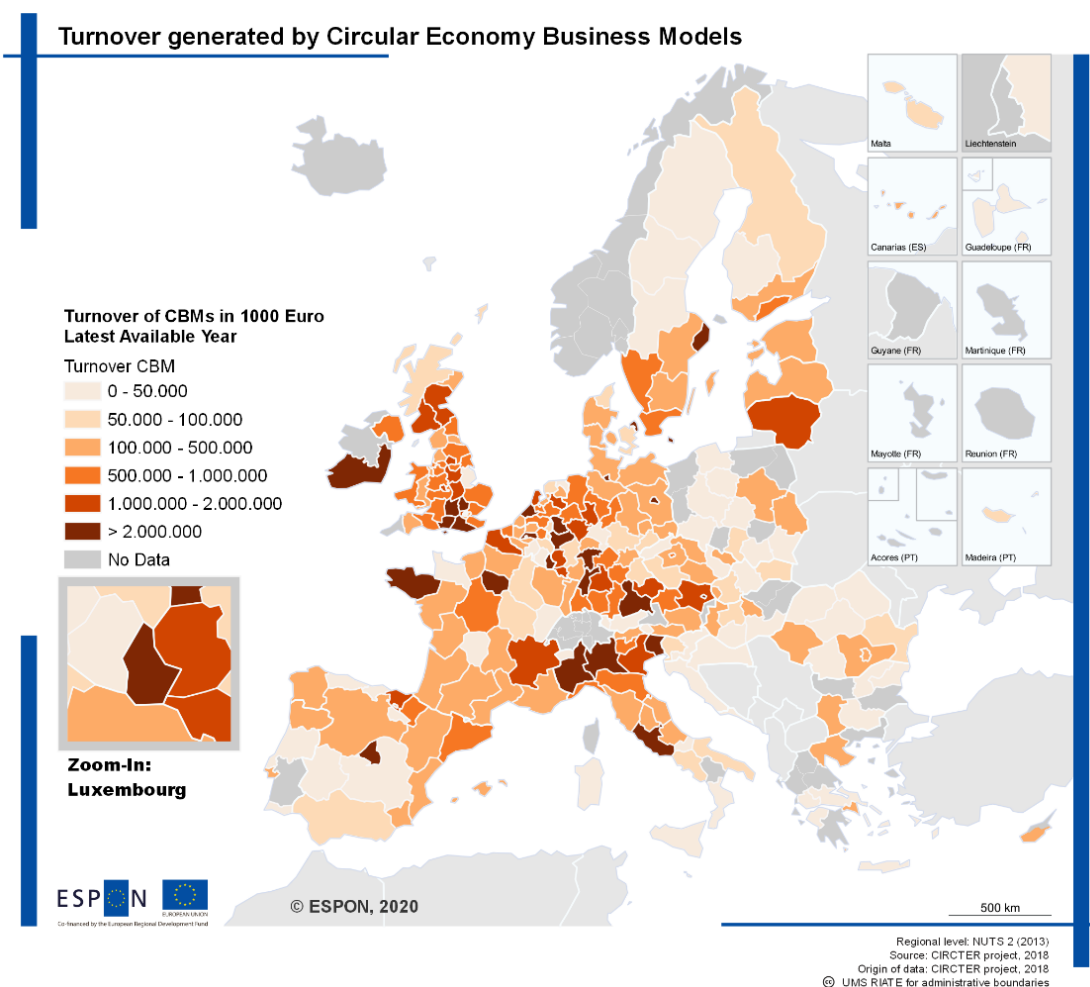 Turnover generated by Circular Economy Business Models
Malta
Liechtenstein
Canarias (ES)
Guadeloupe (FR)
Guyane (FR)
Martinique (FR)
Mayotte (FR)
Reunion (FR)
Acores (PT)
Madeira (PT)
Turnover of CBMs in 1000 Euro
Latest Available Year
Turnover CBM
0 - 50.000
50.000 - 100.000
100.000 - 500.000
500.000 - 1.000.000
1.000.000 - 2.000.000
> 2.000.000
No Data
Zoom-In:
Luxembourg
ESPON
EUROPEAN UNION
Co-financed by the European Regional Development Fund
© ESPON, 2020
500 km
Regional level: NUTS 2 (2013)
Source: CIRCTER project, 2018
Origin of data: CIRCTER project, 2018
cc UMS RIATE for administrative boundaries